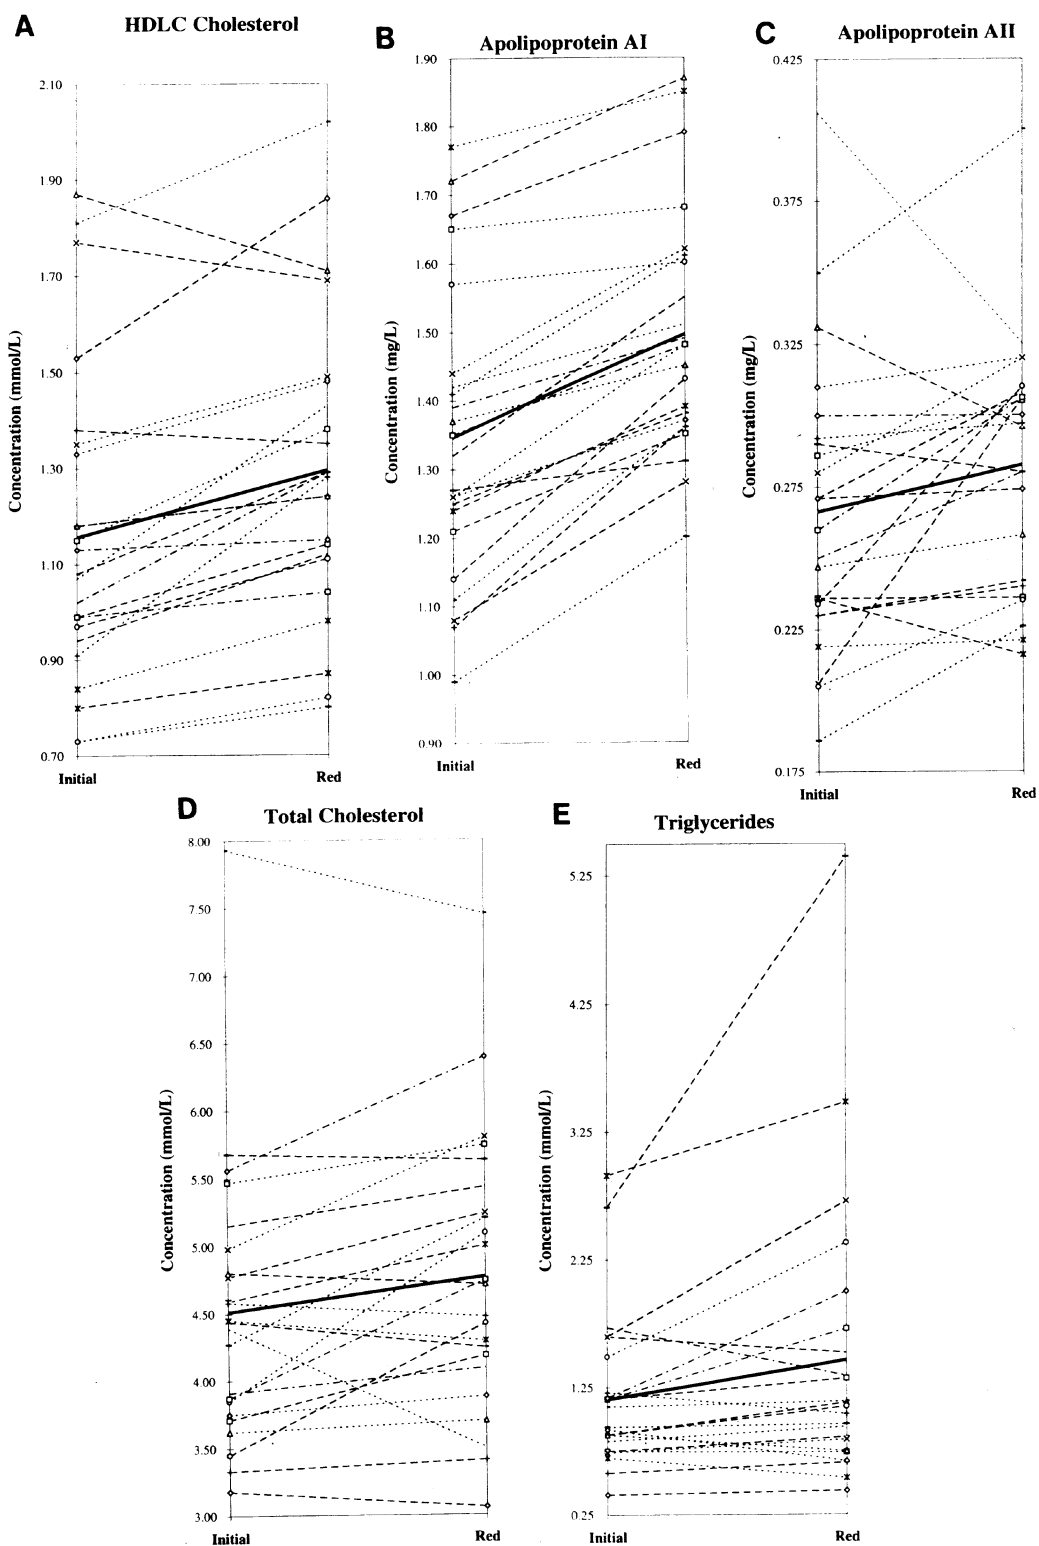 A
HDLC Cholesterol
Concentration (mmol/L)
2.10
1.90
1.70
1.50
1.30
1.10
0.90
0.70
Initial
Red
B
Apolipoprotein AI
Concentration (mg/L)
1.90
1.80
1.70
1.60
1.50
1.40
1.30
1.20
1.10
1.00
0.90
Initial
Red
C
Apolipoprotein AII
Concentration (mg/L)
0.425
0.375
0.325
0.275
0.225
0.175
Initial
Red
D
Total Cholesterol
Concentration (mmol/L)
8.00
7.50
7.00
6.50
6.00
5.50
5.00
4.50
4.00
3.50
3.00
Initial
Red
E
Triglycerides
Concentration (mmol/L)
5.25
4.25
3.25
2.25
1.25
0.25
Initial
Red